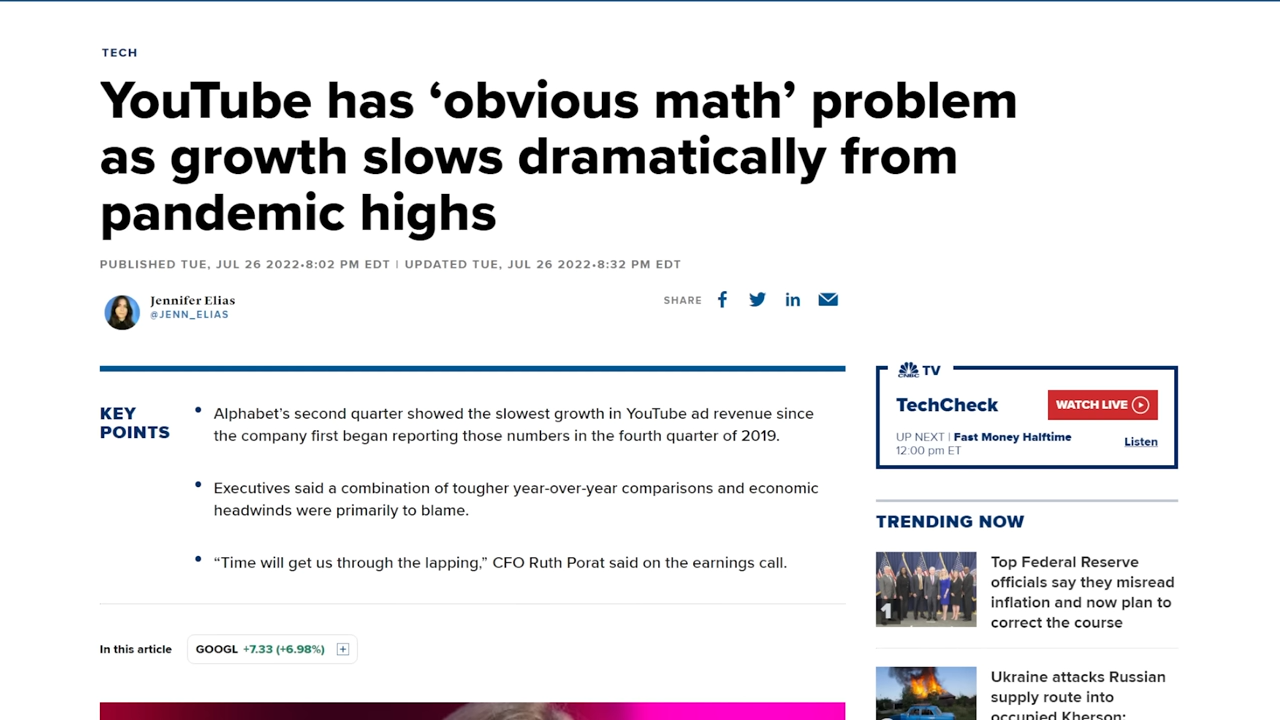 TECH
YouTube has ‘obvious math’ problem
as growth slows dramatically from
pandemic highs
PUBLISHED TUE, JUL 26 2022•8:02 PM EDT | UPDATED TUE, JUL 26 2022•8:32 PM EDT
Jennifer Elias
@JENN_ELIAS
SHARE
KEY
POINTS
Alphabet’s second quarter showed the slowest growth in YouTube ad revenue since
the company first began reporting those numbers in the fourth quarter of 2019.
Executives said a combination of tougher year-over-year comparisons and economic
headwinds were primarily to blame.
“Time will get us through the lapping,” CFO Ruth Porat said on the earnings call.
In this article
GOOGL +7.33 (+6.98%)
CNBC TV
TechCheck
WATCH LIVE
UP NEXT | Fast Money Halftime
12:00 pm ET
Listen
TRENDING NOW
1
Top Federal Reserve
officials say they misread
inflation and now plan to
correct the course
Ukraine attacks Russian
supply route into
occupied Kherson;